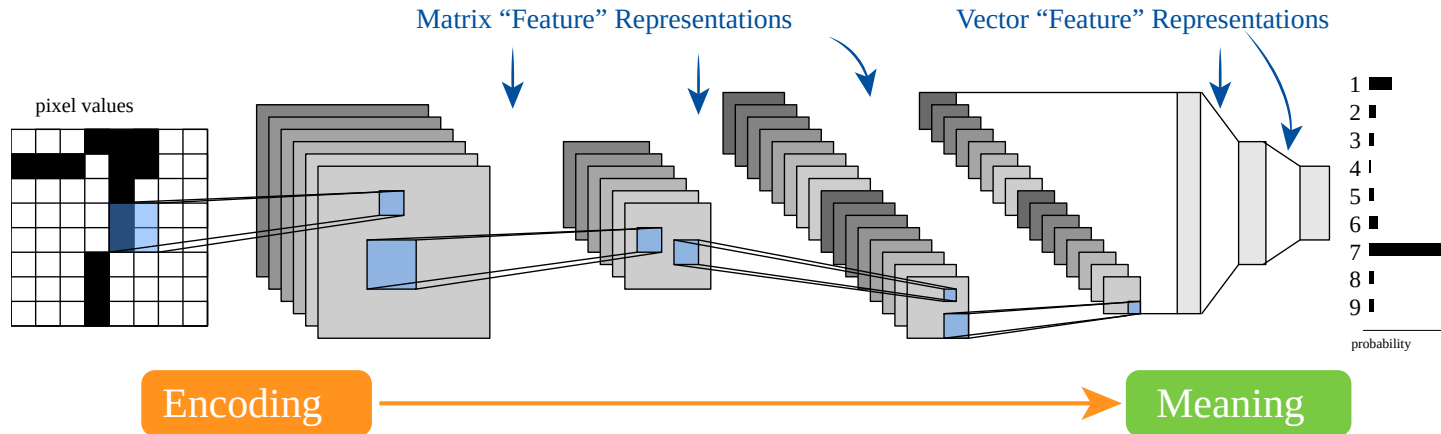 Matrix “Feature” Representations
Vector “Feature” Representations
pixel values
1
2
3
4
5
6
7
8
9
probability
Encoding
Meaning